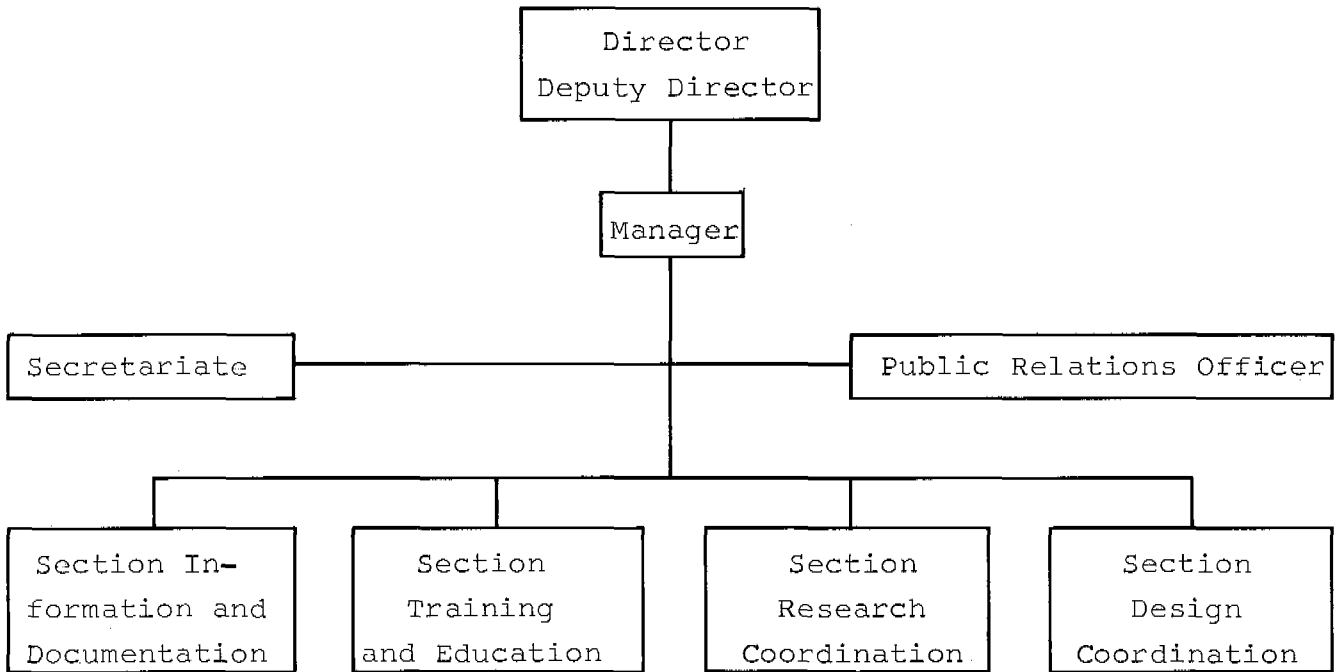 Director
Deputy Director
Manager
Secretariate
Public Relations Officer
Section In-
formation and
Documentation
Section
Training
and Education
Section
Research
Coordination
Section
Design
Coordination